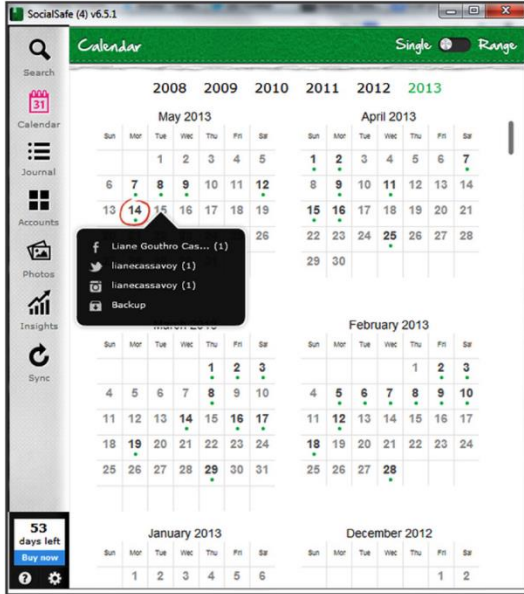 SocialSafe (4) v6.5.1
Calendar
Single
Range
Search
31
Calendar
Journal
Accounts
Photos
Insights
Sync
53
days left
Buy now
?
2008 2009 2010 2011 2012 2013
May 2013
Sun Mon Tue Wec Thu Fri Sat
1 2 3 4 5
6 7 8 9 10 11 12
13 14 15 16 17 18 19
26
f Liane Gouthro Cas... (1)
lianecassavoy (1)
lianecassavoy (1)
Backup
April 2013
Sun Mon Tue Wec Thu Fri Sat
1 2 3 4 5 6 7
8 9 10 11 12 13 14
15 16 17 18 19 20 21
22 23 24 25 26 27 28
29 30
March 2013
Sun Mon Tue Wec Thu Fri Sat
1 2 3
4 5 6 7 8 9 10
11 12 13 14 15 16 17
18 19 20 21 22 23 24
25 26 27 28 29 30 31
February 2013
Sun Mon Tue Wec Thu Fri Sat
1 2 3
4 5 6 7 8 9 10
11 12 13 14 15 16 17
18 19 20 21 22 23 24
25 26 27 28
January 2013
Sun Mon Tue Wec Thu Fri Sat
1 2 3 4 5 6
December 2012
Sun Mon Tue Wec Thu Fri Sat
1 2